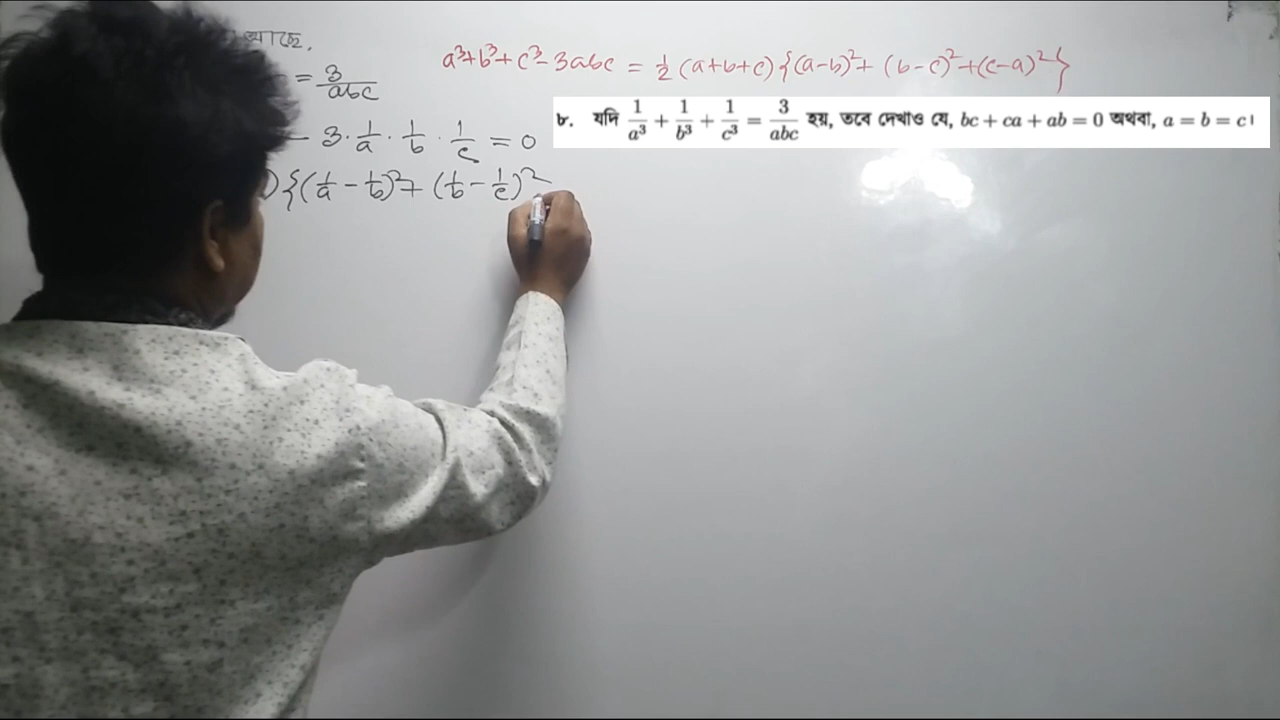 আছে,
a³+b³+c³-3abc = 1/2 (a+b+c) {(a-b)²+ (b-c)²+(c-a)²}
= 3/abc
৮. যদি 1/a³ + 1/b³ + 1/c³ = 3/abc হয়, তবে দেখাও যে, bc + ca + ab = 0 অথবা, a = b = c।
- 3·1/a·1/b·1/c = 0
) {(1/a - 1/b)²+ (1/b - 1/c)²